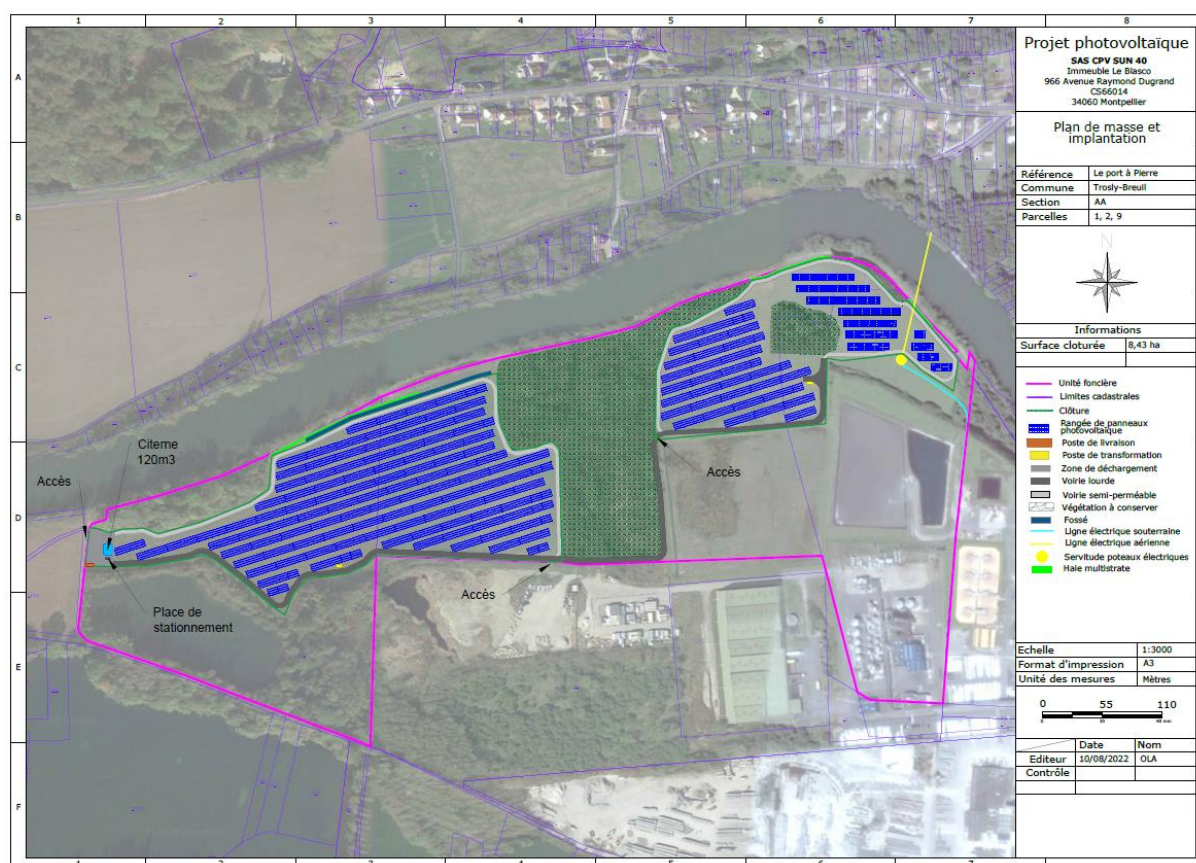 1 2 3 4 5 6 7 8
A
B
C
D
E
F
Citerne
120m3
Accès
Place de
stationnement
Accès
Accès
Projet photovoltaïque
SAS CPV SUN 40
Immeuble Le Blasco
966 Avenue Raymond Dugrand
CS66014
34060 Montpellier
Plan de masse et
implantation
Référence Le port à Pierre
Commune Trosly-Breuil
Section AA
Parcelles 1, 2, 9
N
Informations
Surface cloturée 8,43 ha
Unité foncière
Limites cadastrales
Clôture
Rangée de panneaux
photovoltaïque
Poste de livraison
Poste de transformation
Zone de déchargement
Voirie lourde
Voirie semi-perméable
Végétation à conserver
Fossé
Ligne électrique souterraine
Ligne électrique aérienne
Servitude poteaux électriques
Haie multistrate
Echelle 1:3000
Format d'impression A3
Unité des mesures Mètres
0 55 110
Date Nom
Editeur 10/08/2022 OLA
Contrôle